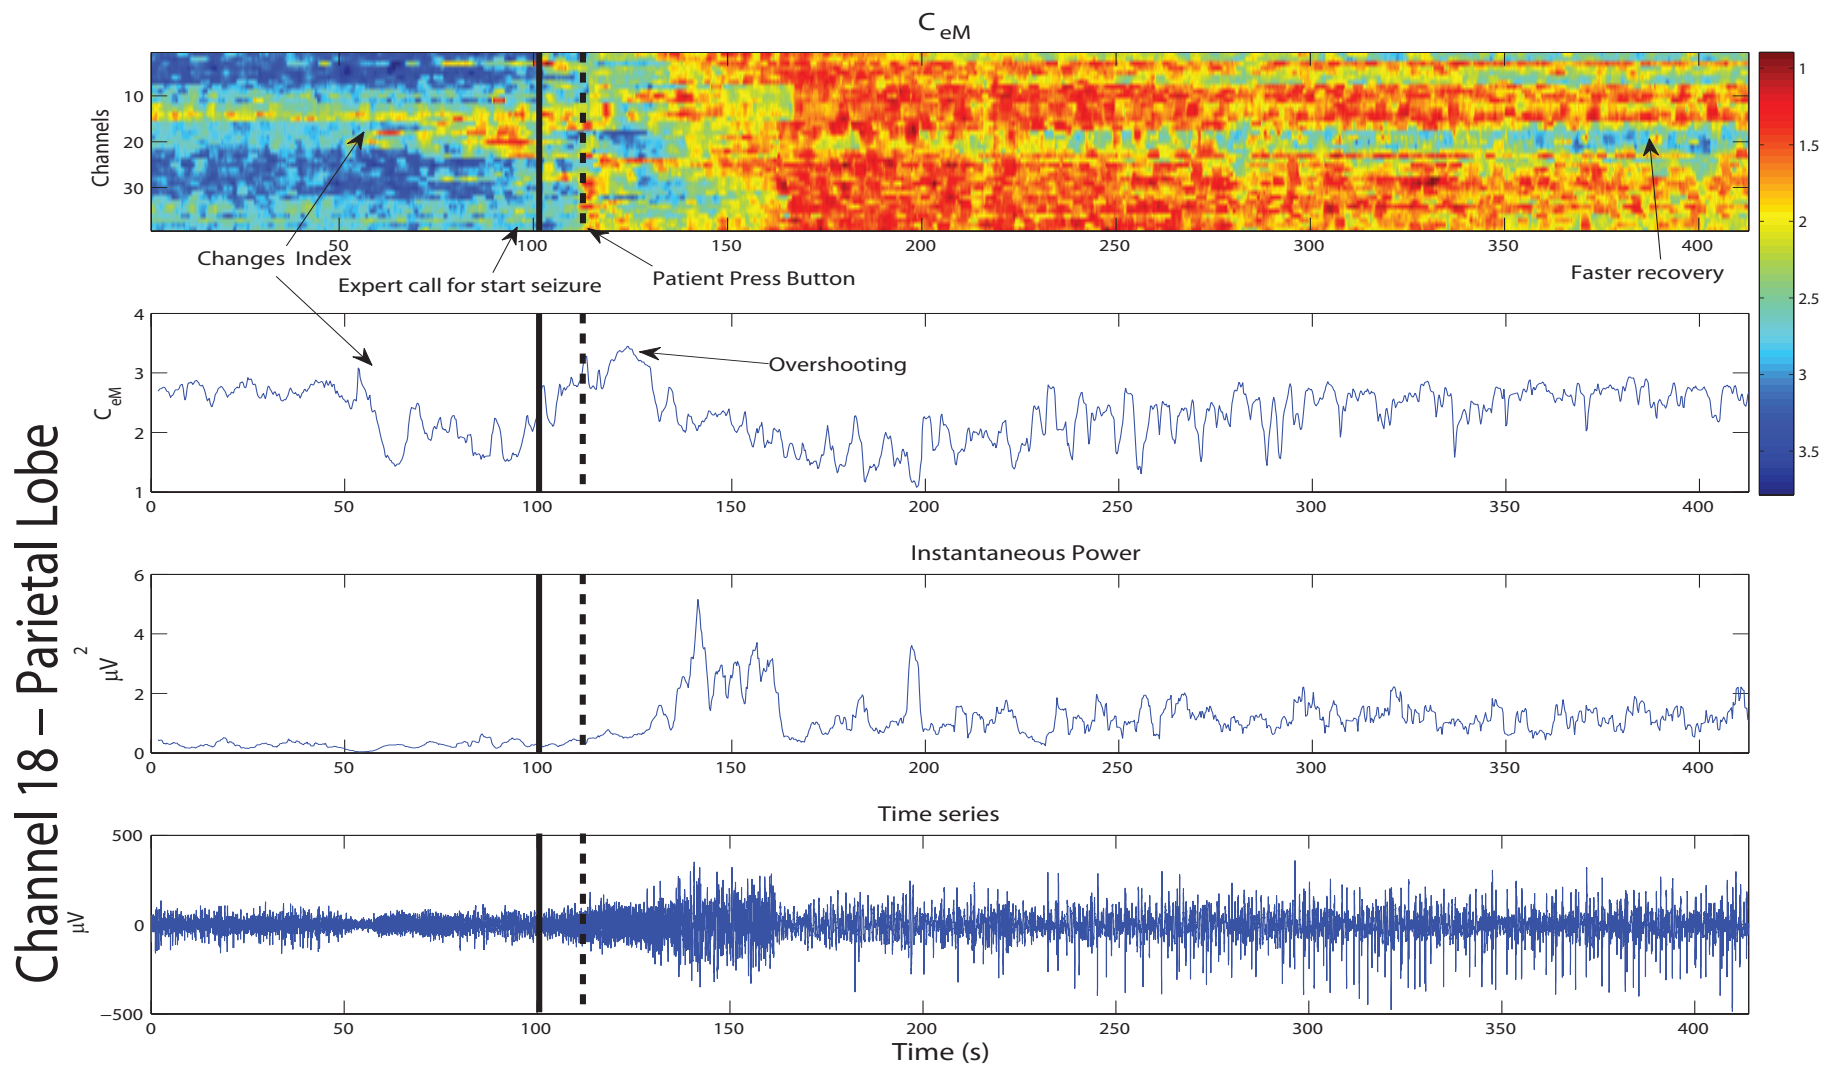 C eM
Channels
10
20
30
50 100 150 200 250 300 350 400
1
1.5
2
2.5
3
3.5
Changes Index
Expert call for start seizure
Patient Press Button
Faster recovery
C eM
4
3
2
1
Overshooting
0 50 100 150 200 250 300 350 400
Channel 18 – Parietal Lobe
Instantaneous Power
µV 2
6
4
2
0
0 50 100 150 200 250 300 350 400
Time series
µV
500
0
−500
0 50 100 150 200 250 300 350 400
Time (s)